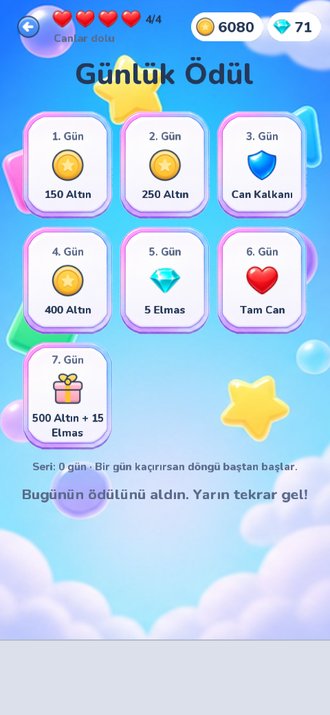 4/4
6080
71
Canlar dolu
Günlük Ödül
1. Gün
150 Altın
2. Gün
250 Altın
3. Gün
Can Kalkanı
4. Gün
400 Altın
5. Gün
5 Elmas
6. Gün
Tam Can
7. Gün
500 Altın + 15
Elmas
Seri: 0 gün · Bir gün kaçırırsan döngü baştan başlar.
Bugünün ödülünü aldın. Yarın tekrar gel!